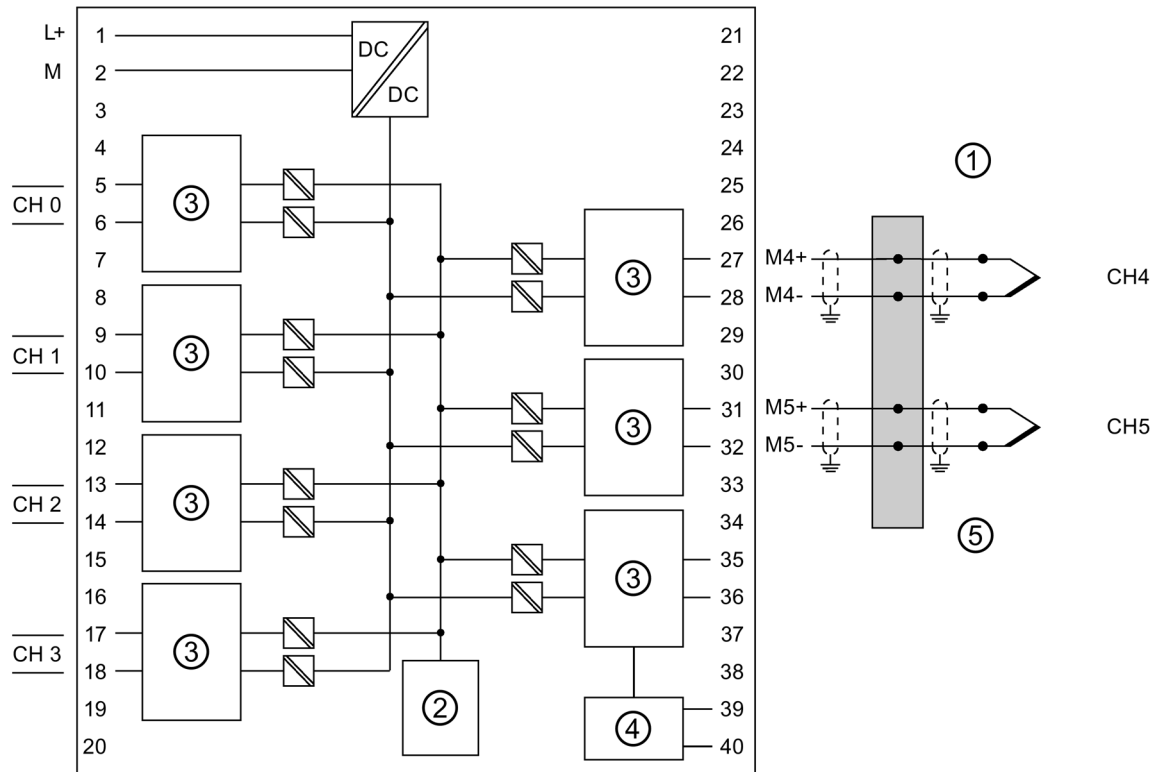 L+ 1 DC 21
M 2 DC 22
3 23
4 24 ①
CH 0 5 ③ 25
6 26
7 27 M4+ CH4
8 ③ 28 M4-
CH 1 9 ③ 29
10 30
11 31 M5+ CH5
12 ③ 32 M5-
CH 2 13 ③ 33
14 34 ⑤
15 35
16 ③ 36
CH 3 17 ③ 37
18 38
19 ② ④ 39
20 40